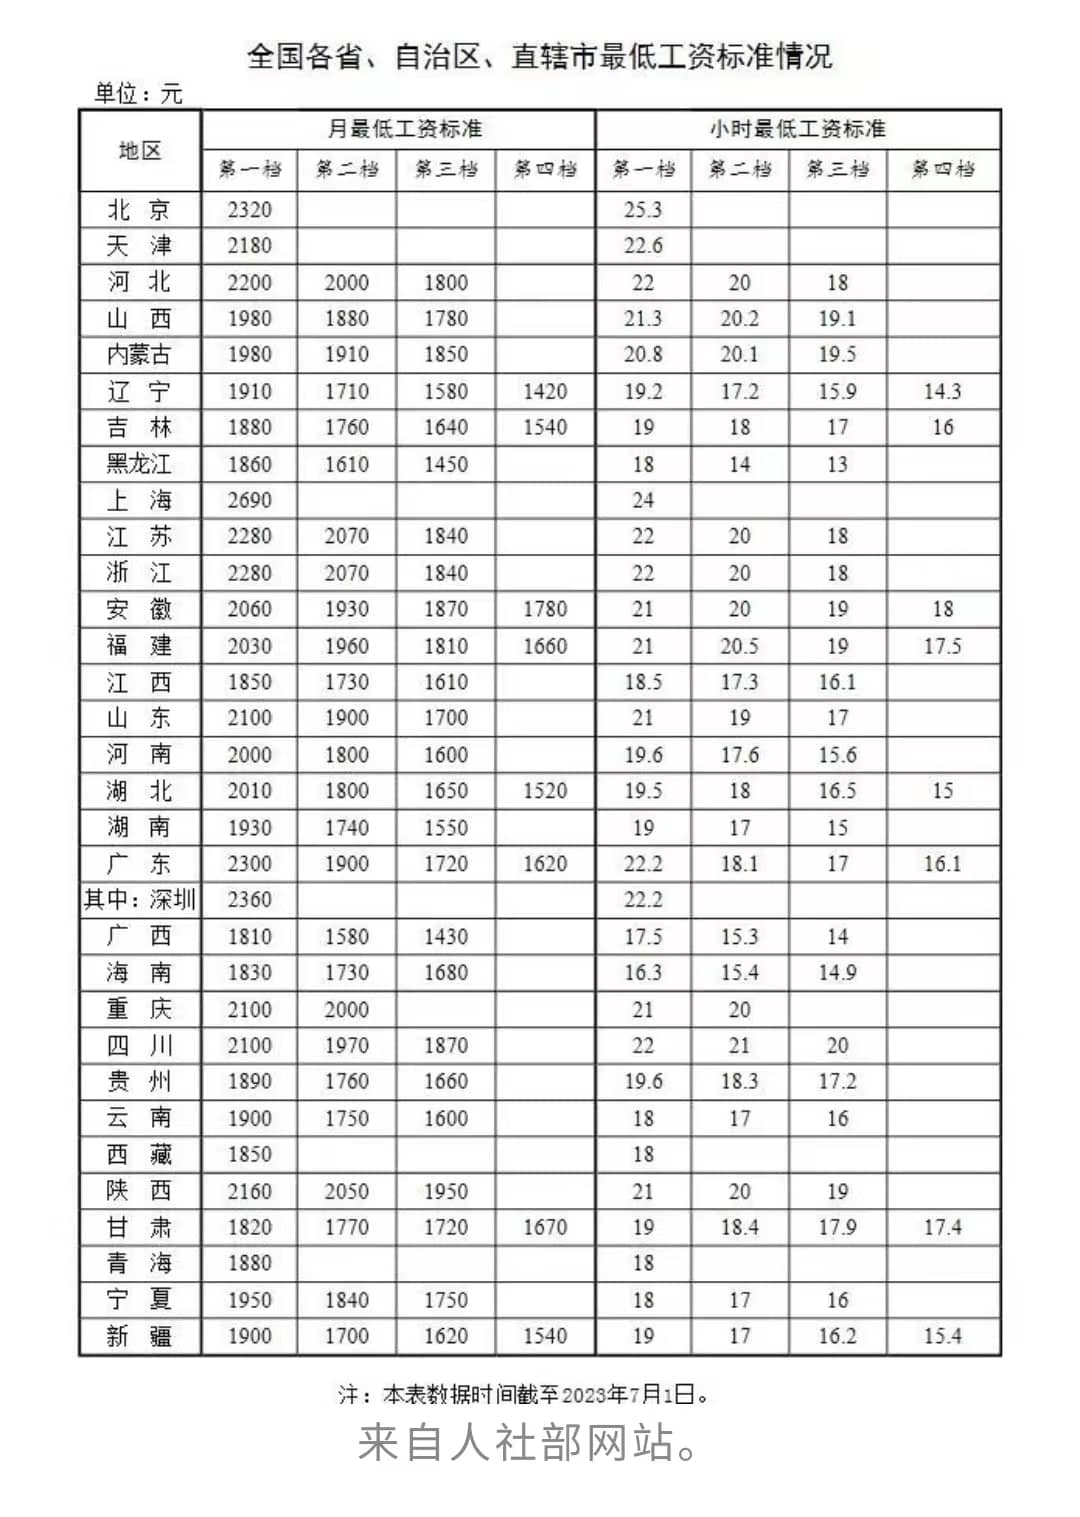 全国各省、自治区、直辖市最低工资标准情况
单位：元
地区 月最低工资标准 小时最低工资标准
第一档 第二档 第三档 第四档 第一档 第二档 第三档 第四档
北 京 2320 25.3
天 津 2180 22.6
河 北 2200 2000 1800 22 20 18
山 西 1980 1880 1780 21.3 20.2 19.1
内蒙古 1980 1910 1850 20.8 20.1 19.5
辽 宁 1910 1710 1580 1420 19.2 17.2 15.9 14.3
吉 林 1880 1760 1640 1540 19 18 17 16
黑龙江 1860 1610 1450 18 14 13
上 海 2690 24
江 苏 2280 2070 1840 22 20 18
浙 江 2280 2070 1840 22 20 18
安 徽 2060 1930 1870 1780 21 20 19 18
福 建 2030 1960 1810 1660 21 20.5 19 17.5
江 西 1850 1730 1610 18.5 17.3 16.1
山 东 2100 1900 1700 21 19 17
河 南 2000 1800 1600 19.6 17.6 15.6
湖 北 2010 1800 1650 1520 19.5 18 16.5 15
湖 南 1930 1740 1550 19 17 15
广 东 2300 1900 1720 1620 22.2 18.1 17 16.1
其中：深圳 2360 22.2
广 西 1810 1580 1430 17.5 15.3 14
海 南 1830 1730 1680 16.3 15.4 14.9
重 庆 2100 2000 21 20
四 川 2100 1970 1870 22 21 20
贵 州 1890 1760 1660 19.6 18.3 17.2
云 南 1900 1750 1600 18 17 16
西 藏 1850 18
陕 西 2160 2050 1950 21 20 19
甘 肃 1820 1770 1720 1670 19 18.4 17.9 17.4
青 海 1880 18
宁 夏 1950 1840 1750 18 17 16
新 疆 1900 1700 1620 1540 19 17 16.2 15.4
注：本表数据时间截至2023年7月1日。
来自人社部网站。